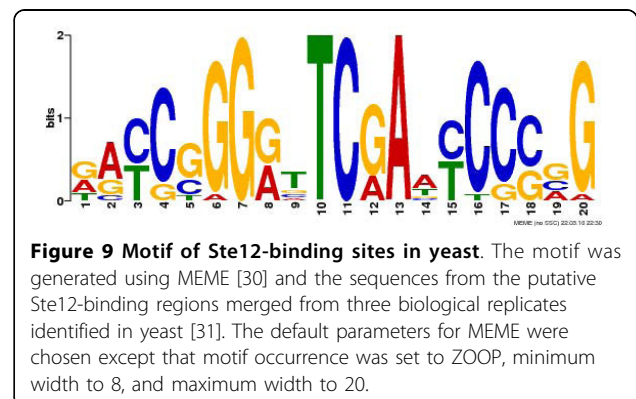 2
bits
1
0
1 2 3 4 5 6 7 8 9 10 11 12 13 14 15 16 17 18 19 20
MEME (no SSC) 22.03.10 22:30
Figure 9 Motif of Ste12-binding sites in yeast. The motif was
generated using MEME [30] and the sequences from the putative
Ste12-binding regions merged from three biological replicates
identified in yeast [31]. The default parameters for MEME were
chosen except that motif occurrence was set to ZOOP, minimum
width to 8, and maximum width to 20.